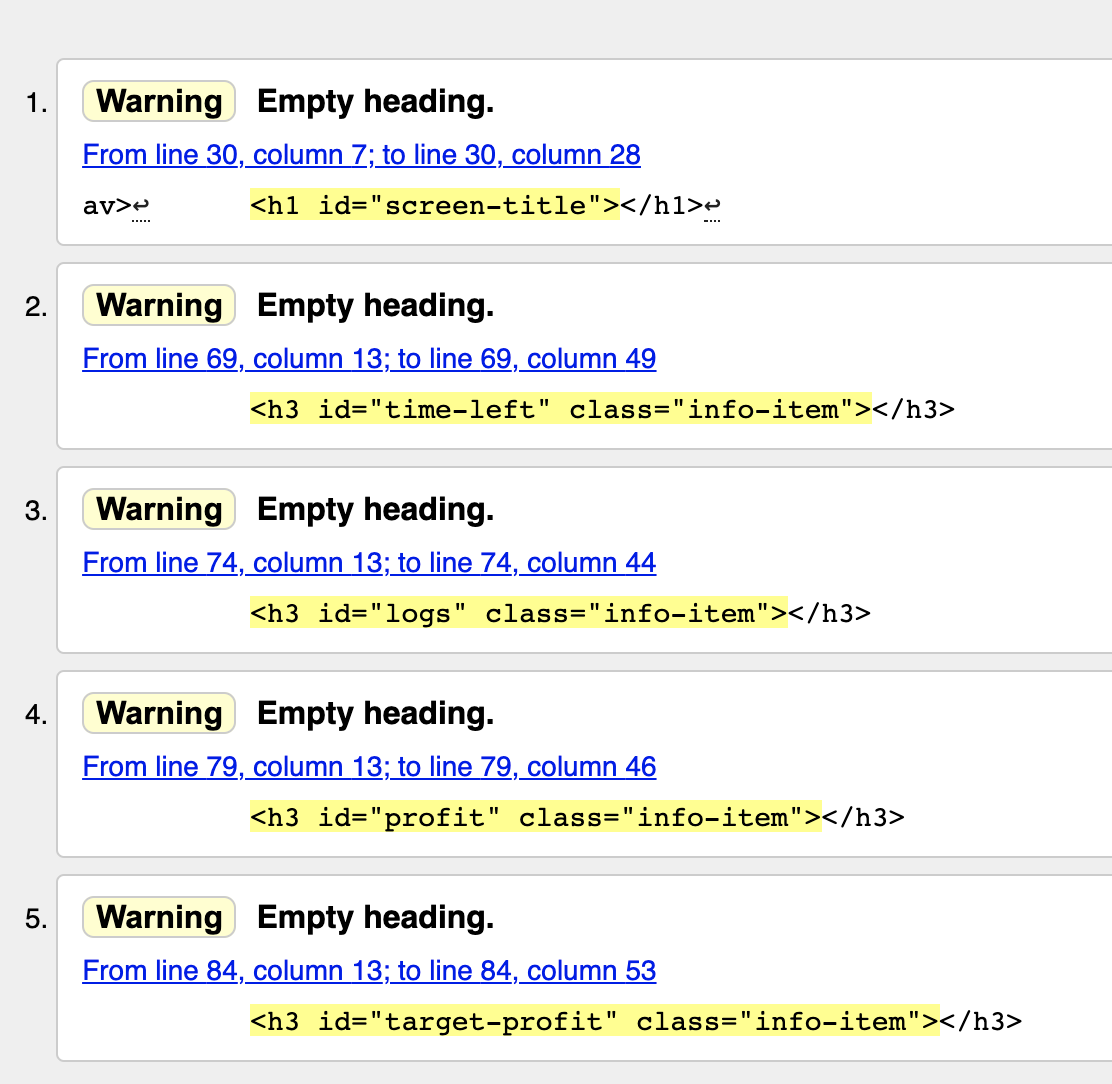 1. Warning Empty heading.
From line 30, column 7; to line 30, column 28
av>↩ <h1 id="screen-title"></h1>↩
2. Warning Empty heading.
From line 69, column 13; to line 69, column 49
<h3 id="time-left" class="info-item"></h3>
3. Warning Empty heading.
From line 74, column 13; to line 74, column 44
<h3 id="logs" class="info-item"></h3>
4. Warning Empty heading.
From line 79, column 13; to line 79, column 46
<h3 id="profit" class="info-item"></h3>
5. Warning Empty heading.
From line 84, column 13; to line 84, column 53
<h3 id="target-profit" class="info-item"></h3>